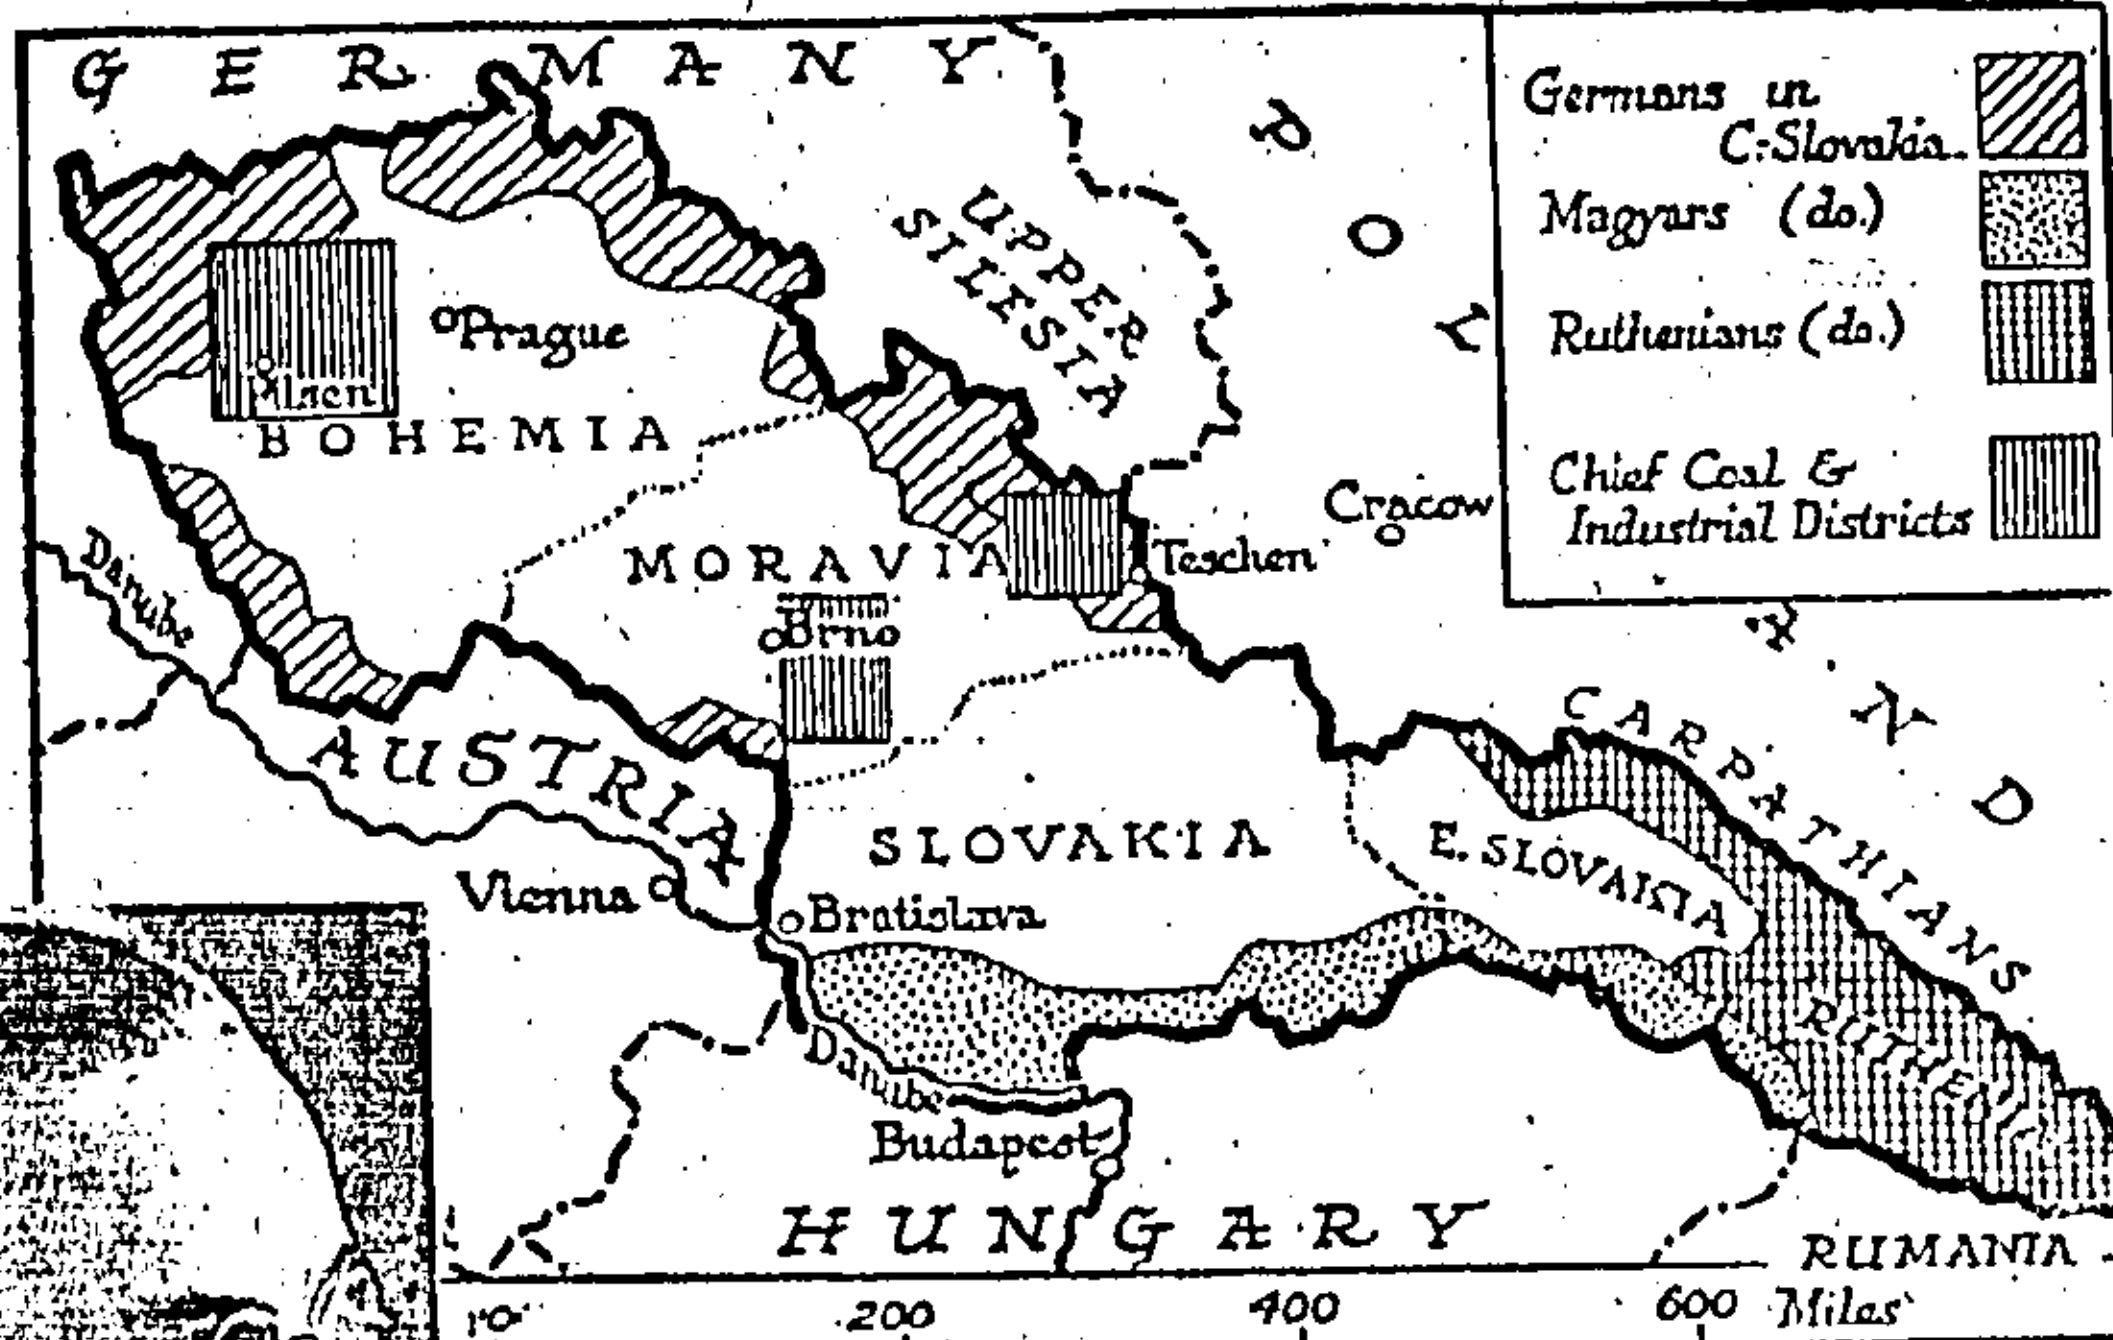 GERMANY
POLAND
Germans in
C.-Slovakia.
Magyars (do.)
Ruthenians (do.)
Chief Coal &
Industrial Districts
UPPER
SILESIA
Prague
Pilsen
BOHEMIA
Cracow
Danube
MORAVIA
Teschen
Brno
CARPATHIANS
AUSTRIA
SLOVAKIA
E. SLOVAKIA
Vienna
Bratislava
RUTHENIA
Danube
Budapest
HUNGARY
RUMANIA
200 400 600 Miles